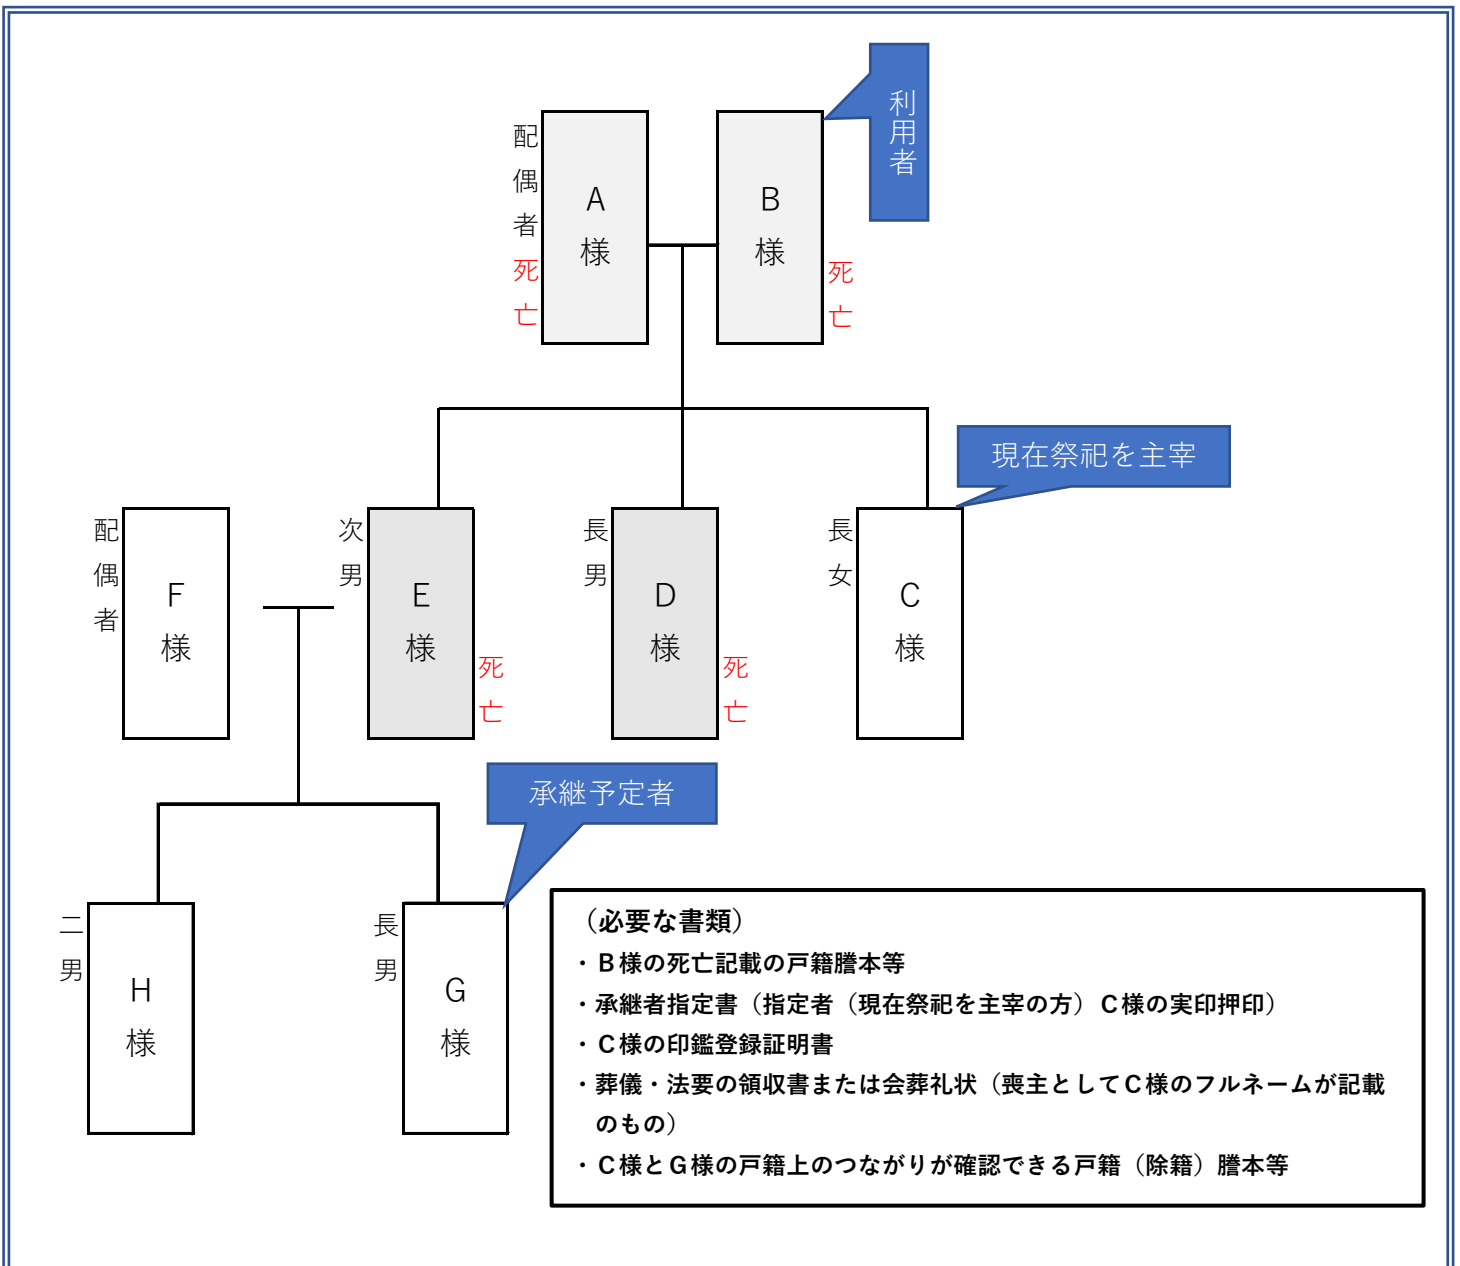 利用者
配偶者死亡
A様
B様
死亡
現在祭祀を主宰
配偶者
F様
次男
E様
死亡
長男
D様
死亡
長女
C様
承継予定者
二男
H様
長男
G様
（必要な書類）
・Ｂ様の死亡記載の戸籍謄本等
・承継者指定書（指定者（現在祭祀を主宰の方）Ｃ様の実印押印）
・Ｃ様の印鑑登録証明書
・葬儀・法要の領収書または会葬礼状（喪主としてＣ様のフルネームが記載
のもの）
・Ｃ様とＧ様の戸籍上のつながりが確認できる戸籍（除籍）謄本等